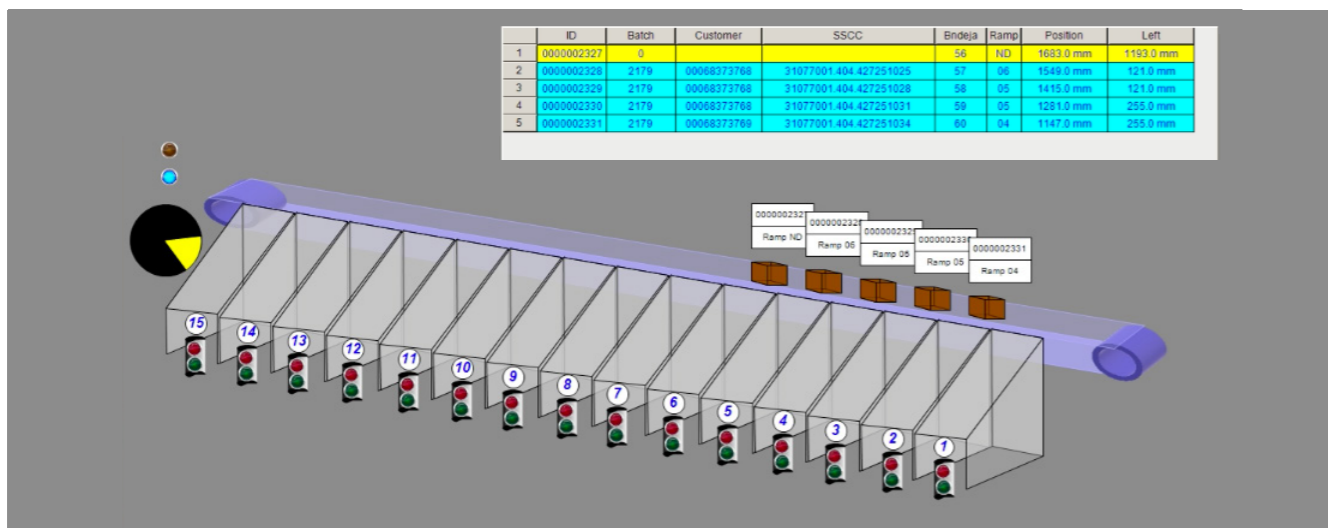 ID Batch Customer SSCC Bndeja Ramp Position Left
1 0000002327 0 56 ND 1683.0 mm 1193.0 mm
2 0000002328 2179 00068373768 31077001.404.427251025 57 06 1549.0 mm 121.0 mm
3 0000002329 2179 00068373768 31077001.404.427251028 58 05 1415.0 mm 121.0 mm
4 0000002330 2179 00068373768 31077001.404.427251031 59 05 1281.0 mm 255.0 mm
5 0000002331 2179 00068373769 31077001.404.427251034 60 04 1147.0 mm 255.0 mm
000000232
Ramp ND
000000232
Ramp 06
000000232
Ramp 05
000000233
Ramp 05
0000002331
Ramp 04
15
14
13
12
11
10
9
8
7
6
5
4
3
2
1